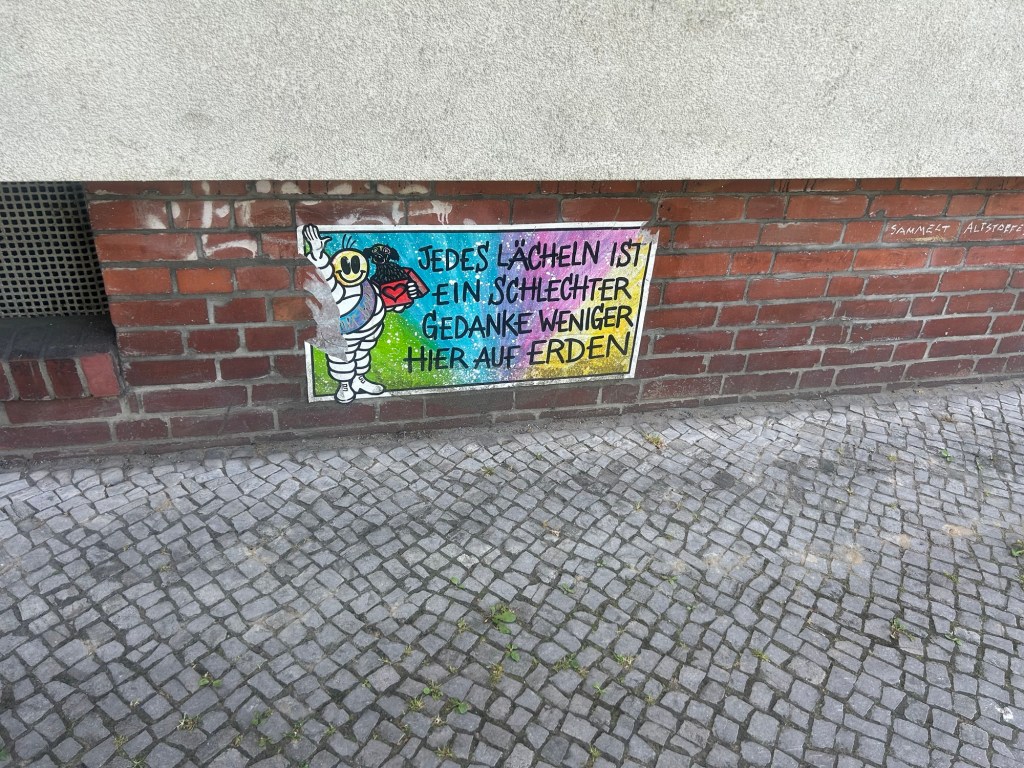 JEDES LÄCHELN IST
EIN SCHLECHTER
GEDANKE WENIGER
HIER AUF ERDEN
SAMMELT ALTSTOFFE